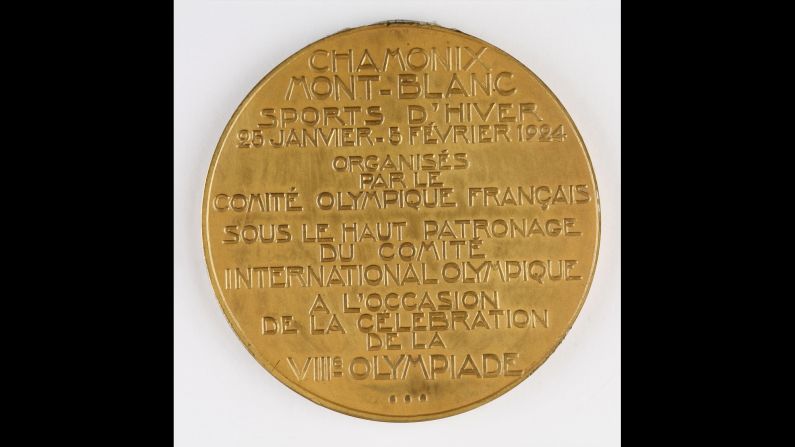 CHAMONIX
MONT-BLANC
SPORTS D'HIVER
25 JANVIER - 5 FÉVRIER 1924
ORGANISÉS
PAR LE
COMITÉ OLYMPIQUE FRANÇAIS
SOUS LE HAUT PATRONAGE
DU COMITÉ
INTERNATIONAL OLYMPIQUE
A L'OCCASION
DE LA CÉLÉBRATION
DE LA
VIIIE OLYMPIADE